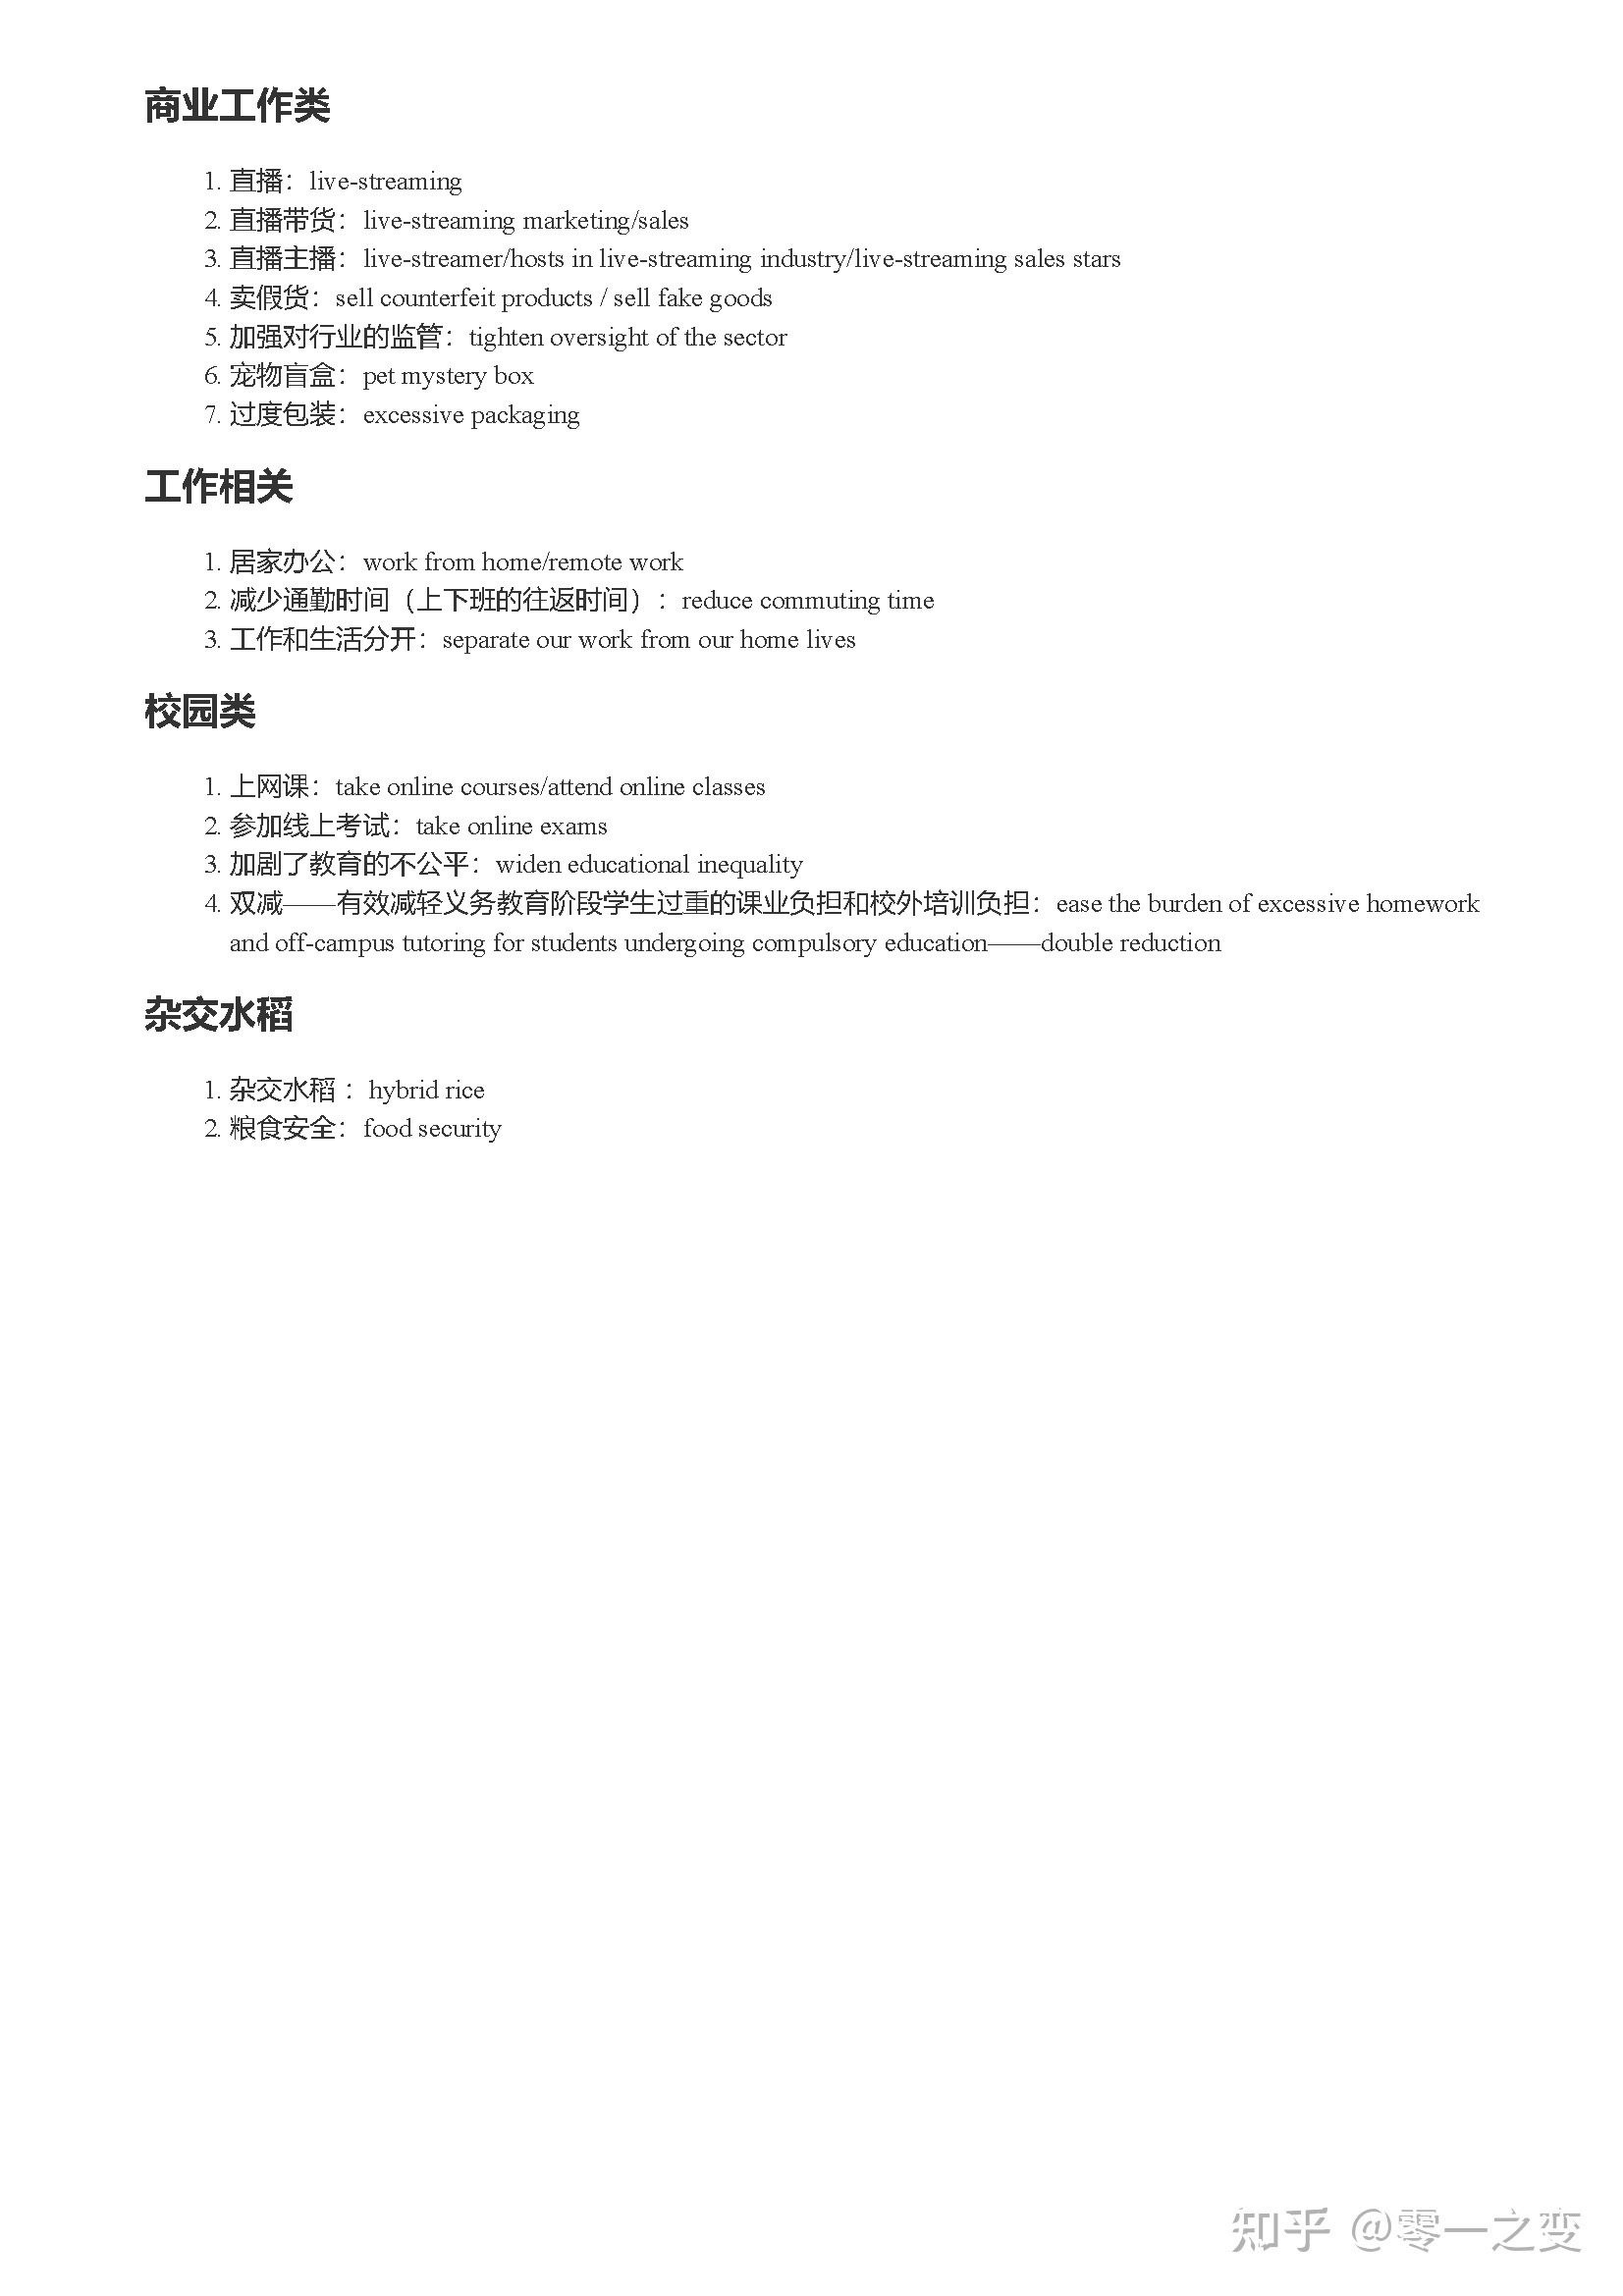 商业工作类
1. 直播：live-streaming
2. 直播带货：live-streaming marketing/sales
3. 直播主播：live-streamer/hosts in live-streaming industry/live-streaming sales stars
4. 卖假货：sell counterfeit products / sell fake goods
5. 加强对行业的监管：tighten oversight of the sector
6. 宠物盲盒：pet mystery box
7. 过度包装：excessive packaging
工作相关
1. 居家办公：work from home/remote work
2. 减少通勤时间（上下班的往返时间）：reduce commuting time
3. 工作和生活分开：separate our work from our home lives
校园类
1. 上网课：take online courses/attend online classes
2. 参加线上考试：take online exams
3. 加剧了教育的不公平：widen educational inequality
4. 双减——有效减轻义务教育阶段学生过重的课业负担和校外培训负担：ease the burden of excessive homework
and off-campus tutoring for students undergoing compulsory education——double reduction
杂交水稻
1. 杂交水稻 ：hybrid rice
2. 粮食安全：food security
知乎 @零一之变